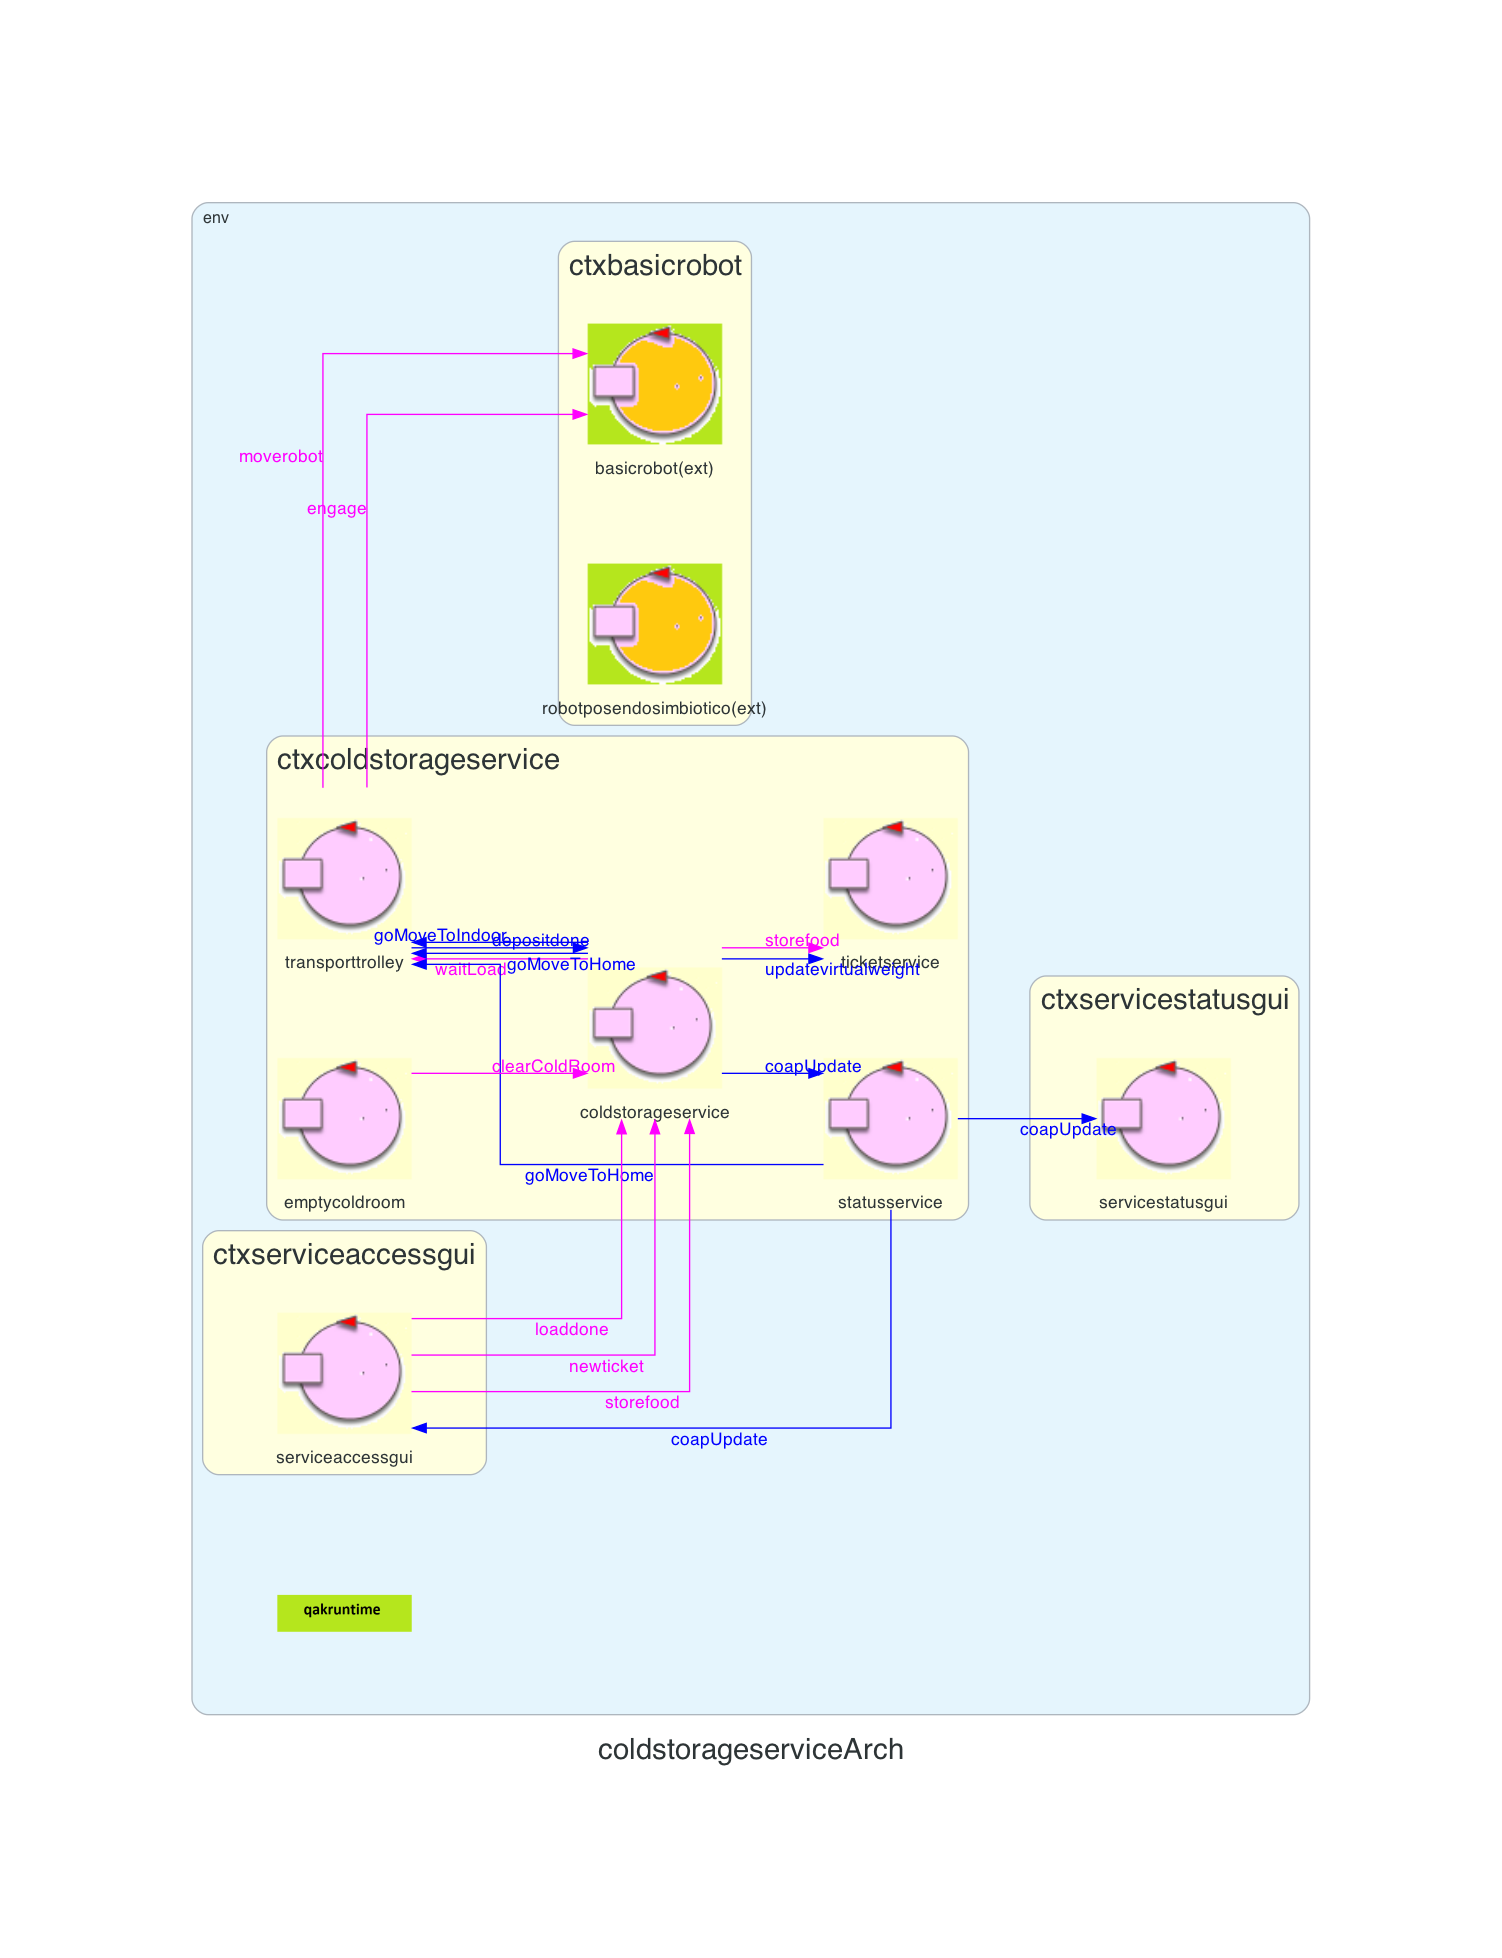 env
ctxbasicrobot
basicrobot(ext)
moverobot
engage
robotposendosimbiotico(ext)
ctxcoldstorageservice
goMoveToIndoor
depositdone
storefood
transporttrolley
waitLoad
goMoveToHome
updatevirtualweight
ticketservice
ctxservicestatusgui
clearColdRoom
coapUpdate
coldstorageservice
coapUpdate
goMoveToHome
emptycoldroom
statusservice
servicestatusgui
ctxserviceaccessgui
loaddone
newticket
storefood
coapUpdate
serviceaccessgui
qakruntime
coldstorageserviceArch